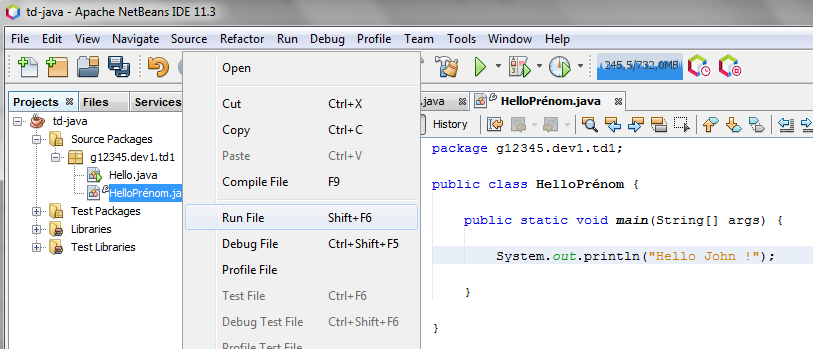 td-java - Apache NetBeans IDE 11.3
File Edit View Navigate Source Refactor Run Debug Profile Team Tools Window Help
245,5/732,0MB
Projects Files Services
.java HelloPrénom.java
History
td-java
Source Packages
g12345.dev1.td1
Hello.java
HelloPrénom.ja
Test Packages
Libraries
Test Libraries
Open
Cut Ctrl+X
Copy Ctrl+C
Paste Ctrl+V
Compile File F9
Run File Shift+F6
Debug File Ctrl+Shift+F5
Profile File
Test File Ctrl+F6
Debug Test File Ctrl+Shift+F6
Profile Test File
package g12345.dev1.td1;
public class HelloPrénom {
public static void main(String[] args) {
System.out.println("Hello John !");
}
}